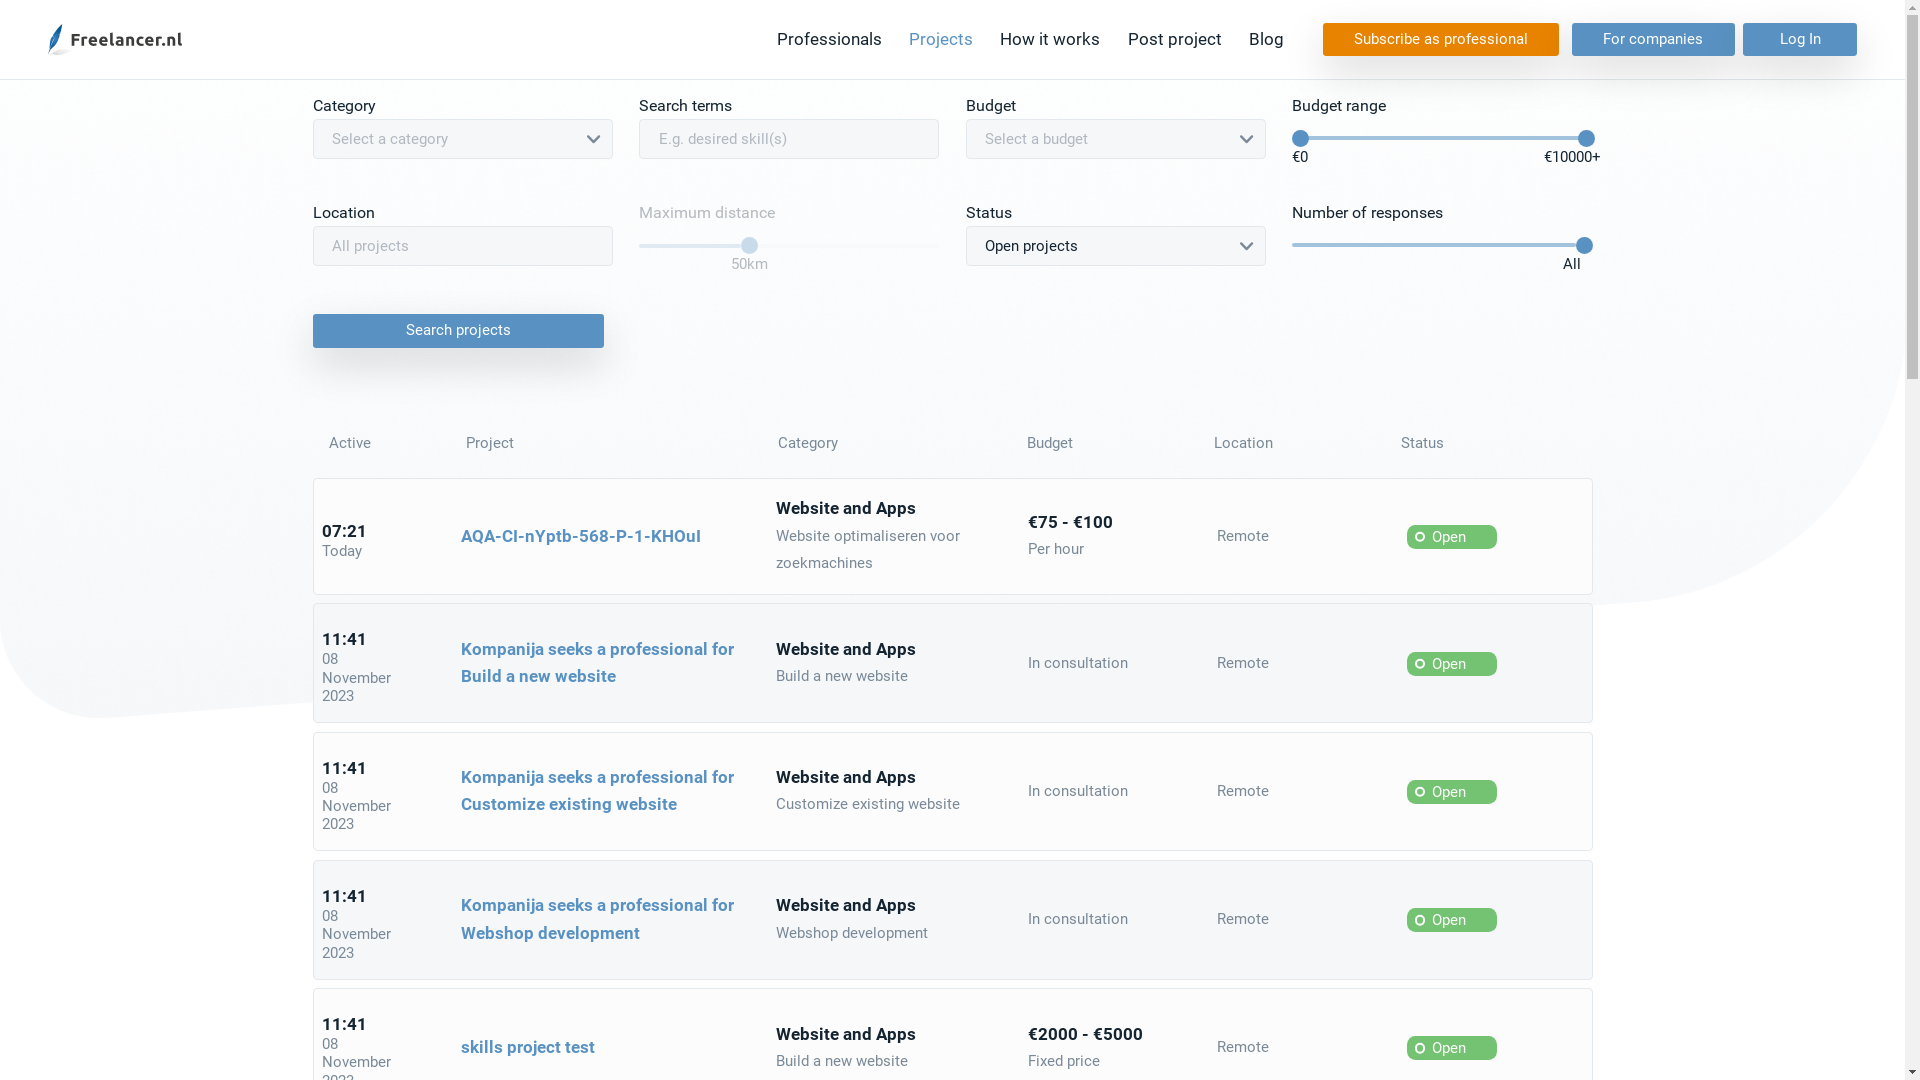 Freelancer.nl
Professionals
Projects
How it works
Post project
Blog
Subscribe as professional
For companies
Log In
Category
Search terms
Budget
Budget range
Select a category
E.g. desired skill(s)
Select a budget
€0
€10000+
Location
Maximum distance
Status
Number of responses
All projects
50km
Open projects
All
Search projects
Active
Project
Category
Budget
Location
Status
07:21
Today
AQA-CI-nYptb-568-P-1-KHOuI
Website and Apps
Website optimaliseren voor
zoekmachines
€75 - €100
Per hour
Remote
Open
11:41
08
November
2023
Kompanija seeks a professional for
Build a new website
Website and Apps
Build a new website
In consultation
Remote
Open
11:41
08
November
2023
Kompanija seeks a professional for
Customize existing website
Website and Apps
Customize existing website
In consultation
Remote
Open
11:41
08
November
2023
Kompanija seeks a professional for
Webshop development
Website and Apps
Webshop development
In consultation
Remote
Open
11:41
08
November
2023
skills project test
Website and Apps
Build a new website
€2000 - €5000
Fixed price
Remote
Open